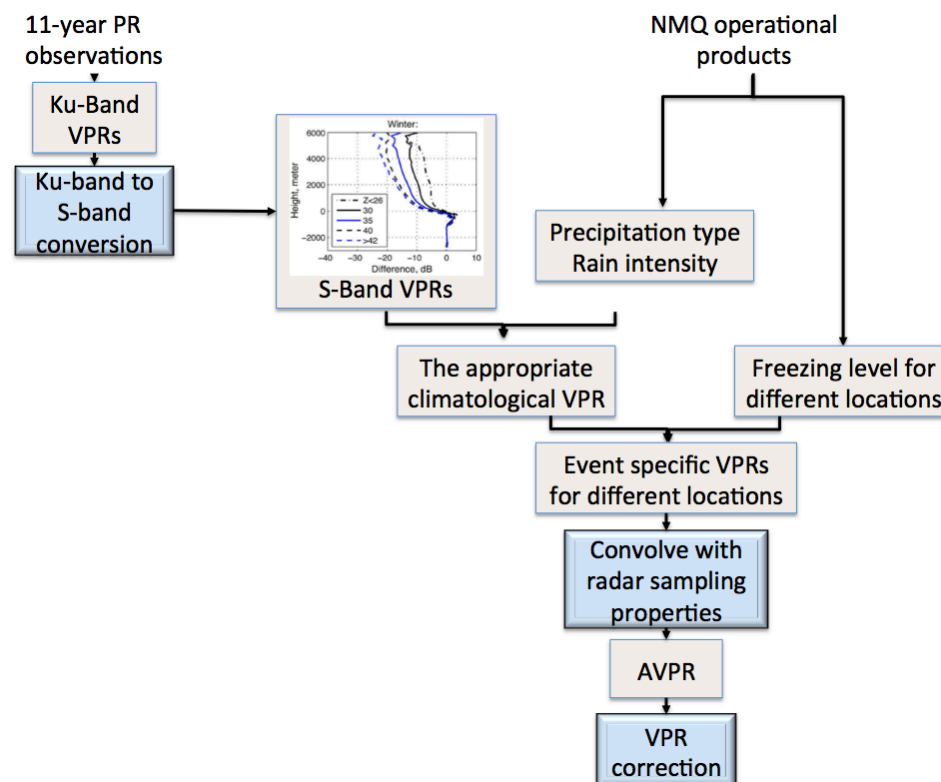 11-year PR
observations
NMQ operational
products
Ku-Band
VPRs
Ku-band to
S-band
conversion
Winter:
6000
4000
2000
0
−2000
Height, meter
Z<26
30
35
40
>42
−40
−30
−20
−10
0
10
Difference, dB
S-Band VPRs
Precipitation type
Rain intensity
The appropriate
climatological VPR
Freezing level for
different locations
Event specific VPRs
for different locations
Convolve with
radar sampling
properties
AVPR
VPR
correction